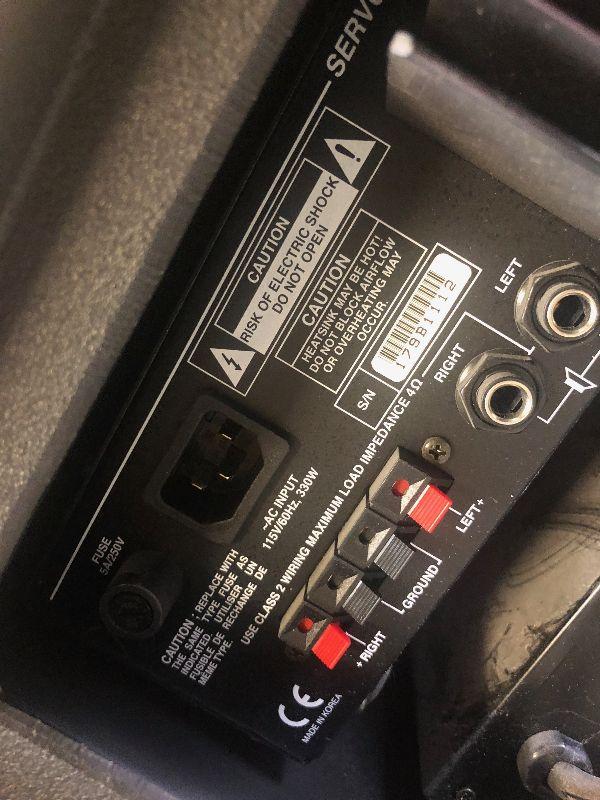 SERVO
CAUTION
RISK OF ELECTRIC SHOCK
DO NOT OPEN
CAUTION
HEATSINK MAY BE HOT!
DO NOT BLOCK AIRFLOW
OR OVERHEATING MAY
OCCUR.
S/N
179B1112
LEFT
RIGHT
~AC INPUT
115V/60Hz, 330W
FUSE
5A/250V
CAUTION : REPLACE WITH
THE SAME TYPE FUSE AS
INDICATED. UTILISER UN
FUSIBLE DE RECHANGE DE
MEME TYPE.
USE CLASS 2 WIRING MAXIMUM LOAD IMPEDANCE 4Ω
LEFT+
GROUND
+RIGHT
CE
MADE IN KOREA